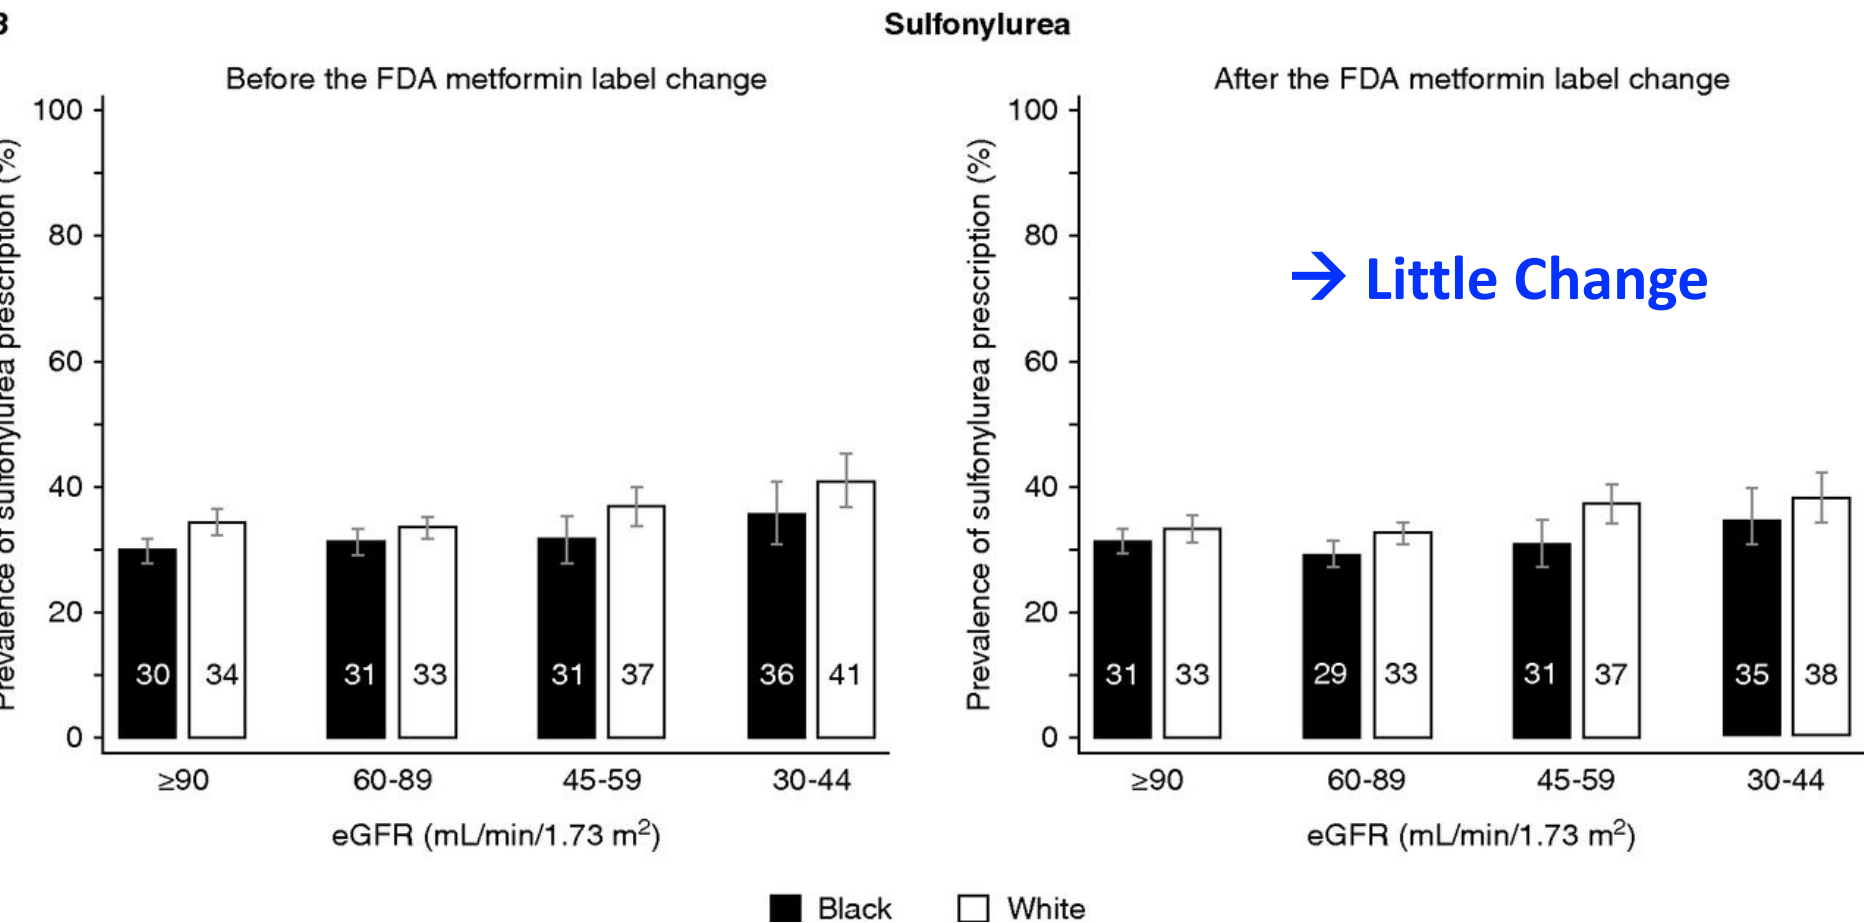 B
Sulfonylurea
Before the FDA metformin label change
Prevalence of sulfonylurea prescription (%)
100
80
60
40
20
0
30 34 31 33 31 37 36 41
≥90 60-89 45-59 30-44
eGFR (mL/min/1.73 m²)
After the FDA metformin label change
Prevalence of sulfonylurea prescription (%)
100
80
60
40
20
0
→ Little Change
31 33 29 33 31 37 35 38
≥90 60-89 45-59 30-44
eGFR (mL/min/1.73 m²)
Black White